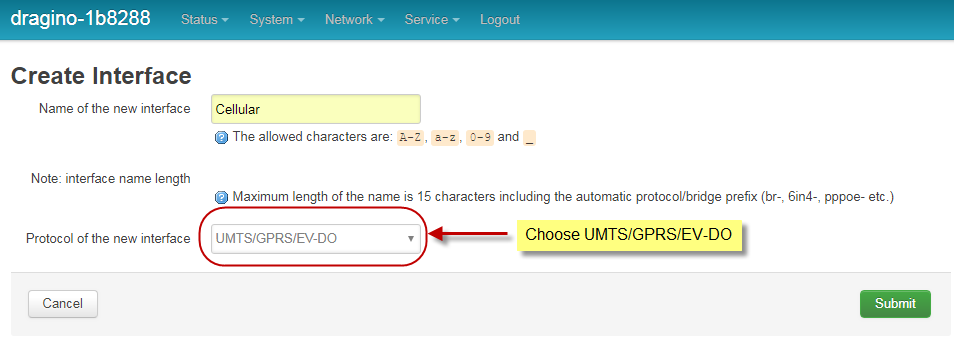 dragino-1b8288 Status System Network Service Logout
Create Interface
Name of the new interface Cellular
The allowed characters are: A-Z, a-z, 0-9 and _
Note: interface name length
Maximum length of the name is 15 characters including the automatic protocol/bridge prefix (br-, 6in4-, pppoe- etc.)
Protocol of the new interface UMTS/GPRS/EV-DO Choose UMTS/GPRS/EV-DO
Cancel Submit